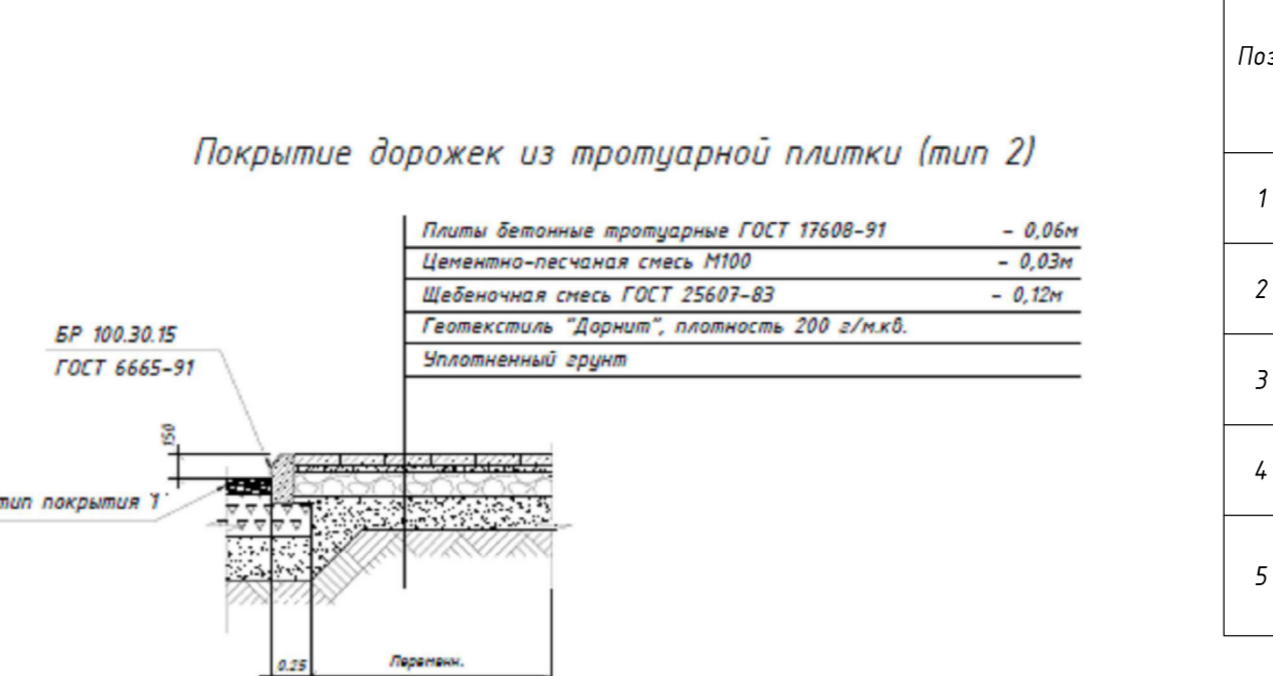 Поз
Покрытие дорожек из тротуарной плитки (тип 2)
Плиты бетонные тротуарные ГОСТ 17608-91 - 0,06м
Цементно-песчаная смесь М100 - 0,03м
Щебеночная смесь ГОСТ 25607-83 - 0,12м
Геотекстиль "Дорнит", плотность 200 г/м.кв.
Уплотненный грунт
БР 100.30.15
ГОСТ 6665-91
150
тип покрытия 1
0.25 Переменн.
1
2
3
4
5